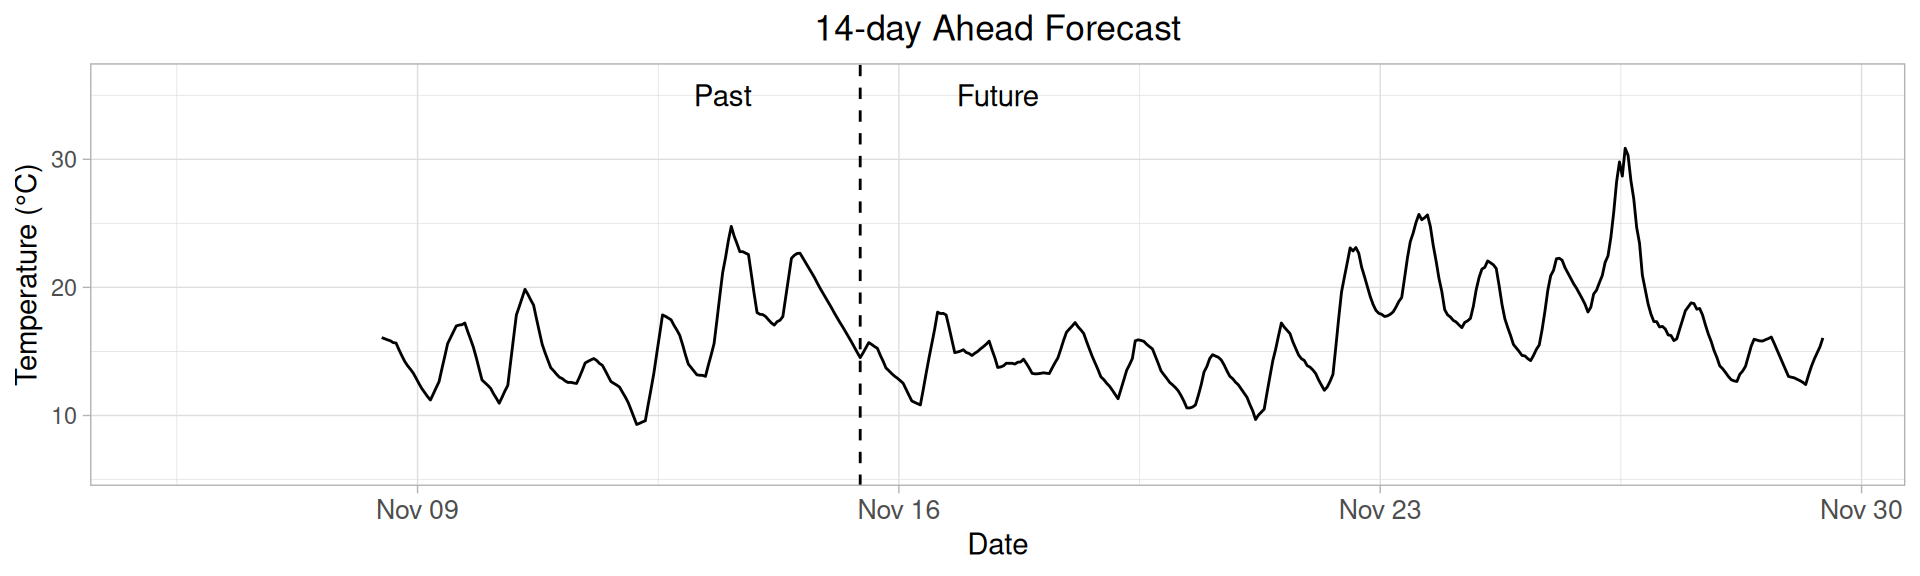 14-day Ahead Forecast
Past
Future
30
20
10
Temperature (°C)
Nov 09
Nov 16
Nov 23
Nov 30
Date